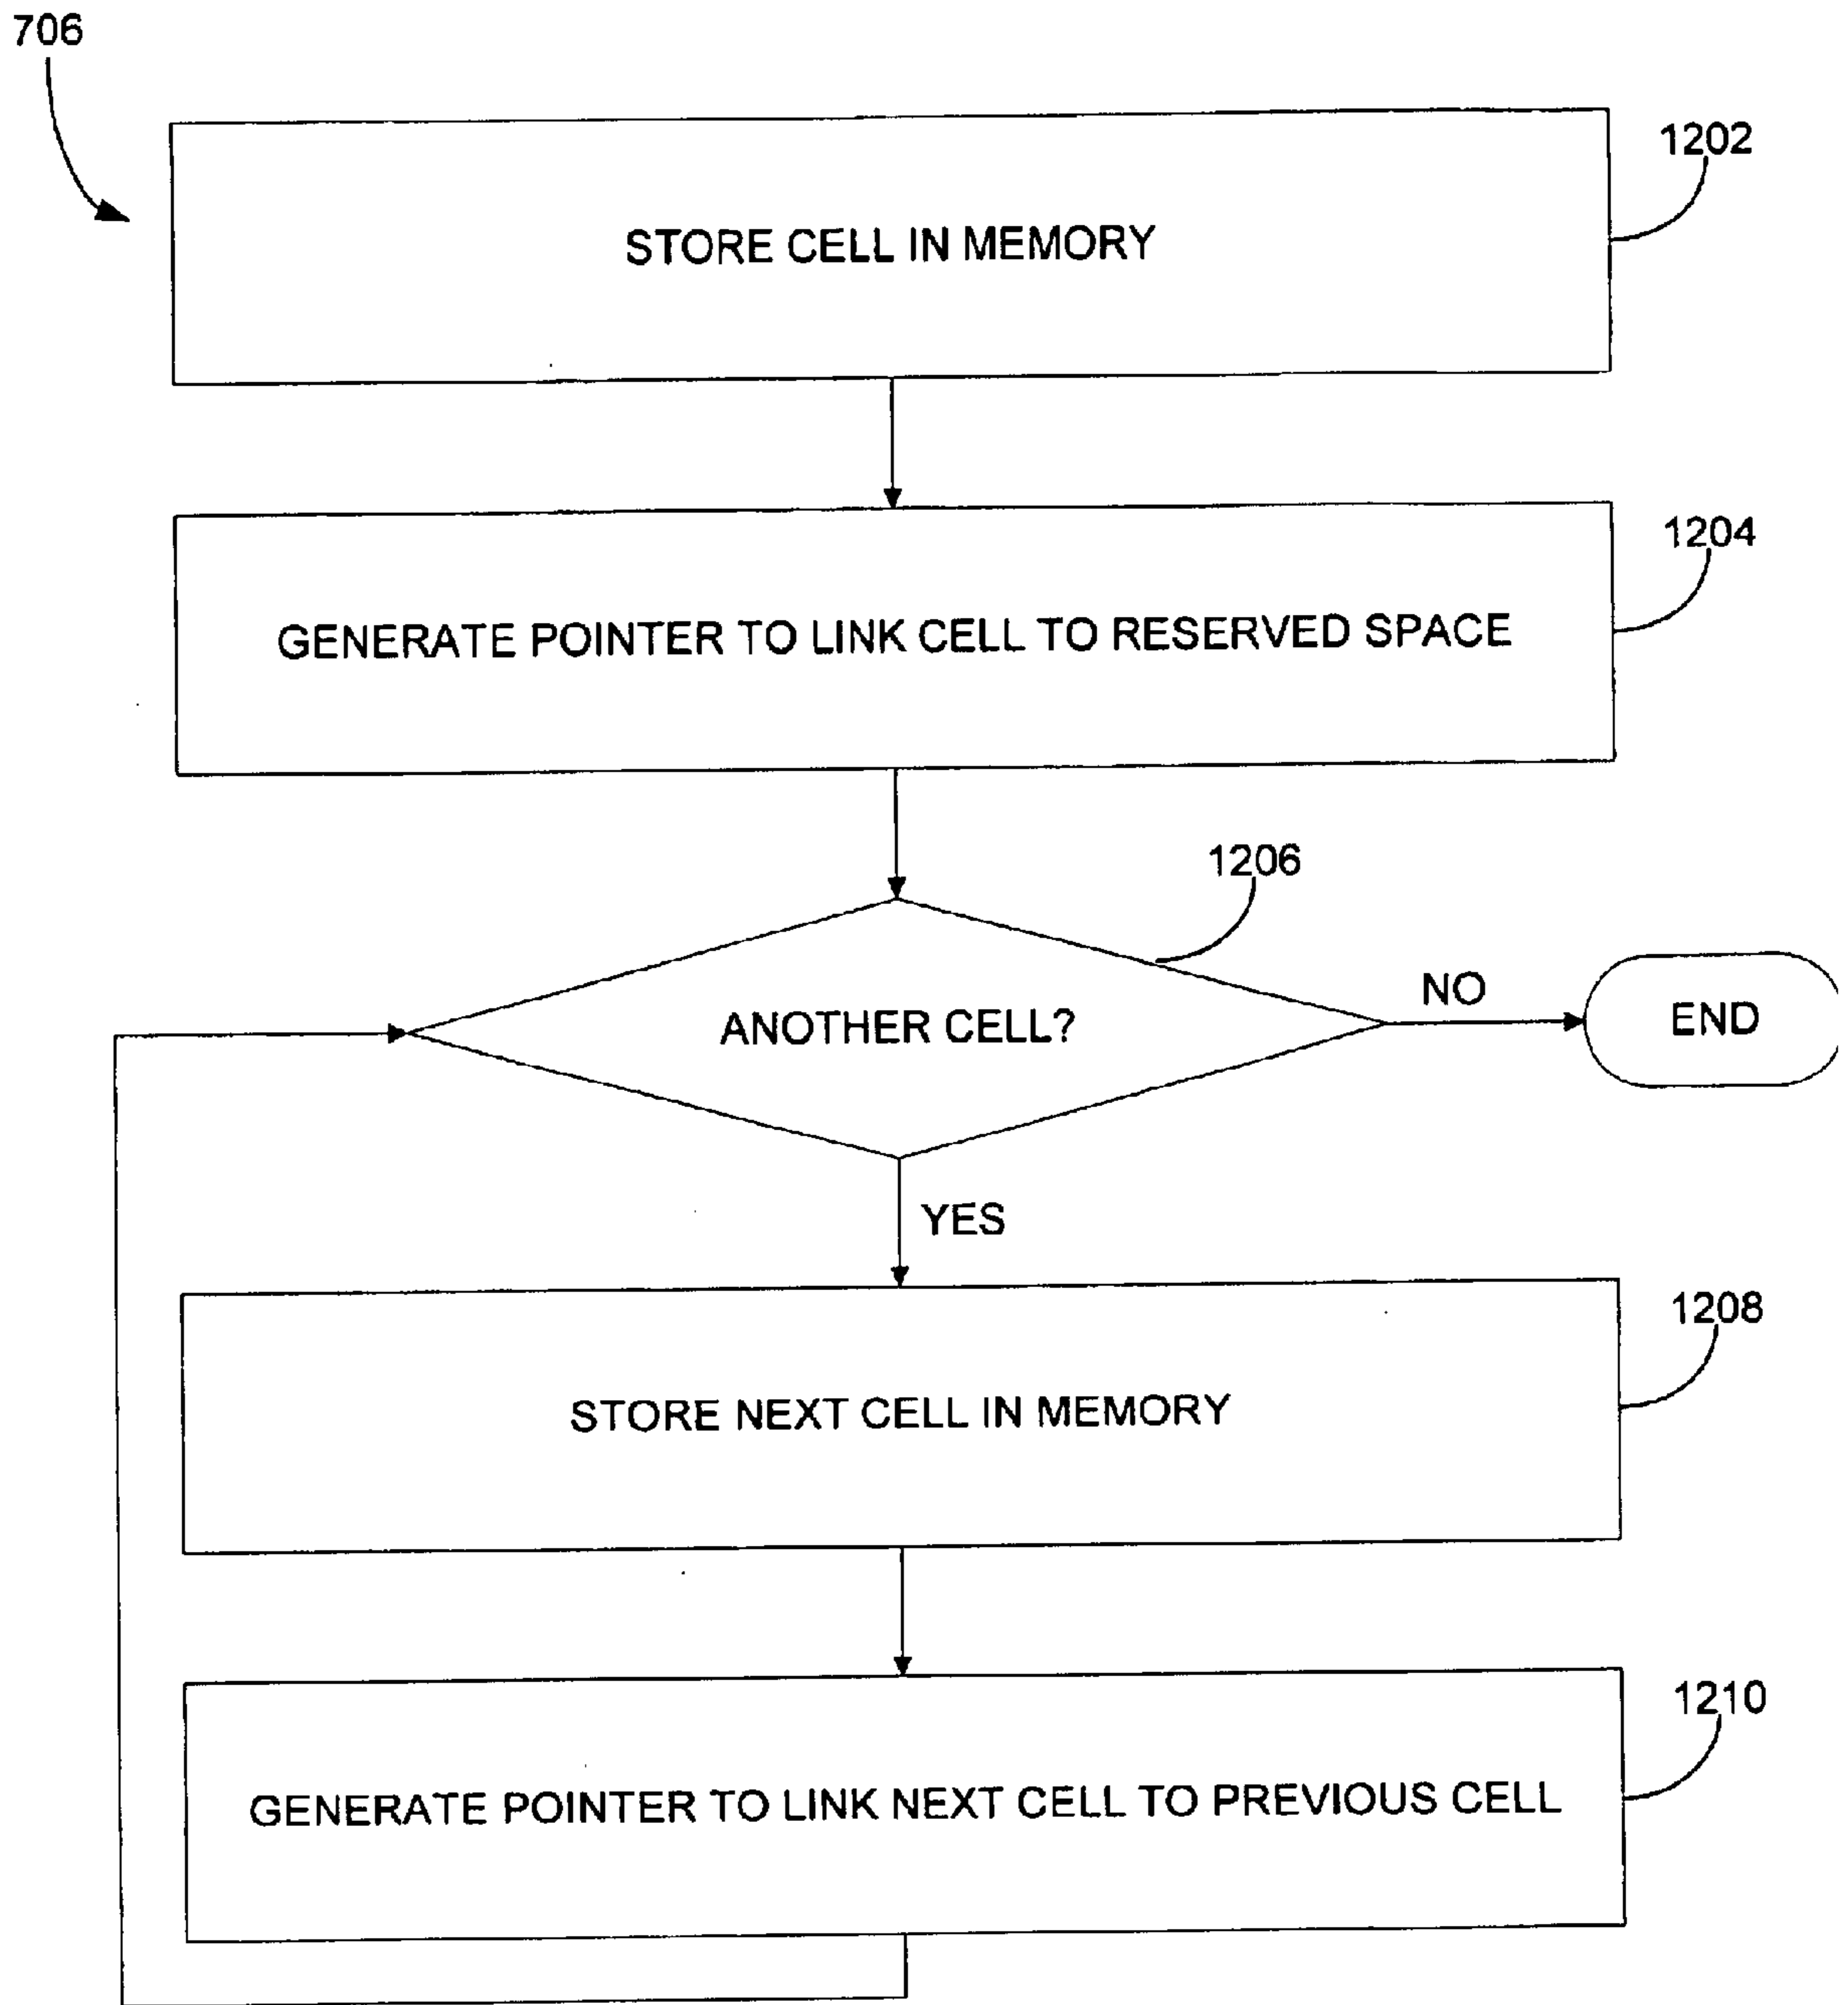 706
1202
STORE CELL IN MEMORY
1204
GENERATE POINTER TO LINK CELL TO RESERVED SPACE
1206
ANOTHER CELL?
NO
END
YES
1208
STORE NEXT CELL IN MEMORY
1210
GENERATE POINTER TO LINK NEXT CELL TO PREVIOUS CELL